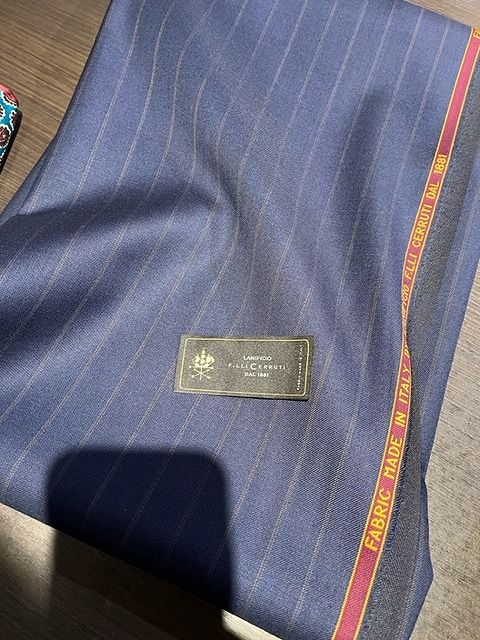 LANIFICIO
F.LLI CERRUTI
DAL 1881
FABRIC MADE IN ITALY
F.LLI CERRUTI DAL 1881